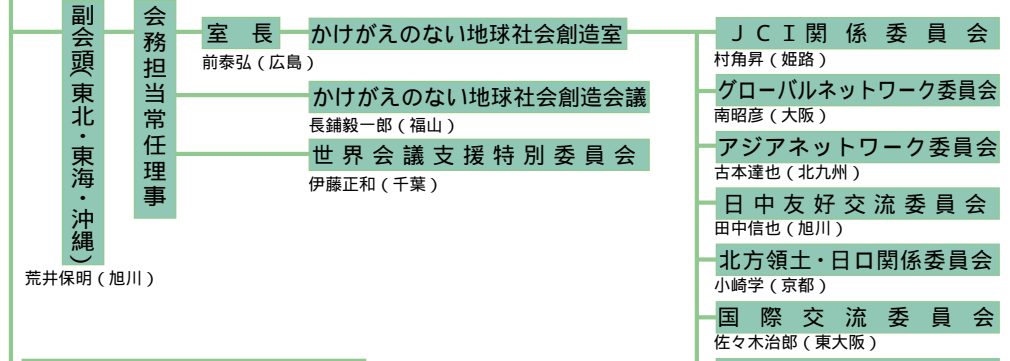 副会頭(東北・東海・沖縄)
荒井保明(旭川)
会務担当常任理事
室長
前泰弘(広島)
かけがえのない地球社会創造室
かけがえのない地球社会創造会議
長鋪毅一郎(福山)
世界会議支援特別委員会
伊藤正和(千葉)
JCI関係委員会
村角昇(姫路)
グローバルネットワーク委員会
南昭彦(大阪)
アジアネットワーク委員会
古本達也(北九州)
日中友好交流委員会
田中信也(旭川)
北方領土・日ロ関係委員会
小崎学(京都)
国際交流委員会
佐々木治郎(東大阪)